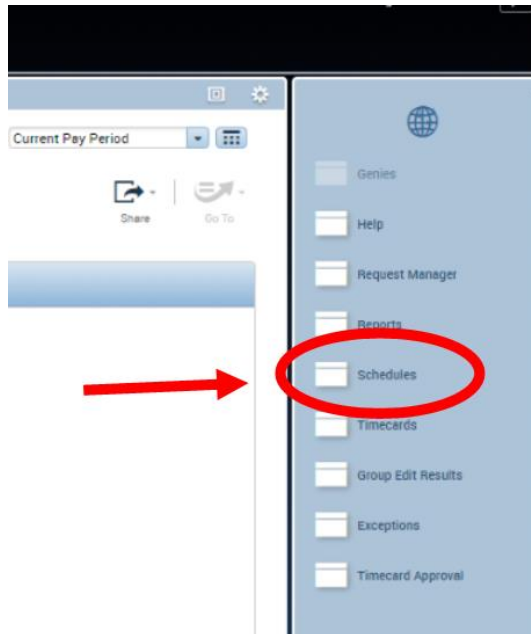 Current Pay Period
Share
Go To
Genies
Help
Request Manager
Reports
Schedules
Timecards
Group Edit Results
Exceptions
Timecard Approval